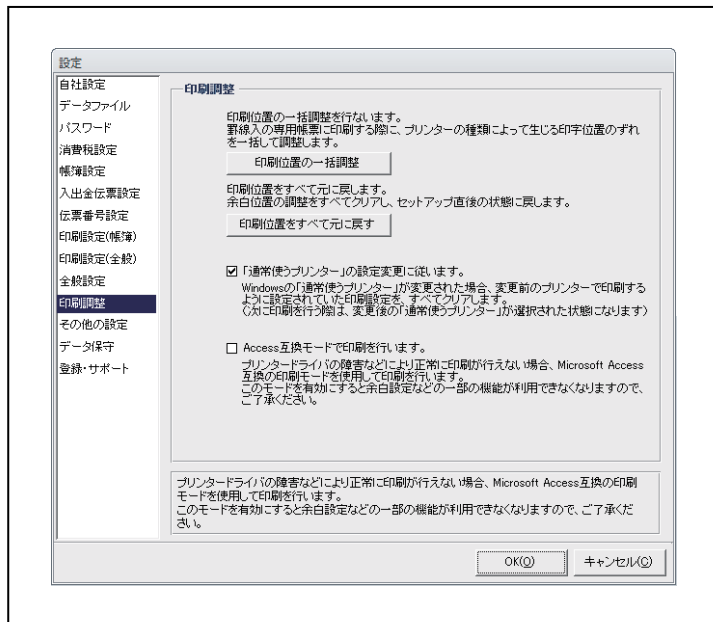 設定
自社設定
データファイル
パスワード
消費税設定
帳簿設定
入出金伝票設定
伝票番号設定
印刷設定(帳簿)
印刷設定(全般)
全般設定
印刷調整
その他の設定
データ保守
登録・サポート
印刷調整
印刷位置の一括調整を行ないます。
罫線入の専用帳票に印刷する際に、プリンターの種類によって生じる印字位置のずれ
を一括して調整します。
印刷位置の一括調整
印刷位置をすべて元に戻します。
余白位置の調整をすべてクリアし、セットアップ直後の状態に戻します。
印刷位置をすべて元に戻す
「通常使うプリンター」の設定変更に従います。
Windowsの「通常使うプリンター」が変更された場合、変更前のプリンターで印刷する
ように設定されていた印刷設定を、すべてクリアします。
(次に印刷を行う際は、変更後の「通常使うプリンター」が選択された状態になります)
Access互換モードで印刷を行います。
プリンタードライバの障害などにより正常に印刷が行えない場合、Microsoft Access
互換の印刷モードを使用して印刷を行います。
このモードを有効にすると余白設定などの一部の機能が利用できなくなりますので、
ご了承ください。
プリンタードライバの障害などにより正常に印刷が行えない場合、Microsoft Access互換の印刷
モードを使用して印刷を行います。
このモードを有効にすると余白設定などの一部の機能が利用できなくなりますので、ご了承くだ
さい。
OK(O)
キャンセル(C)